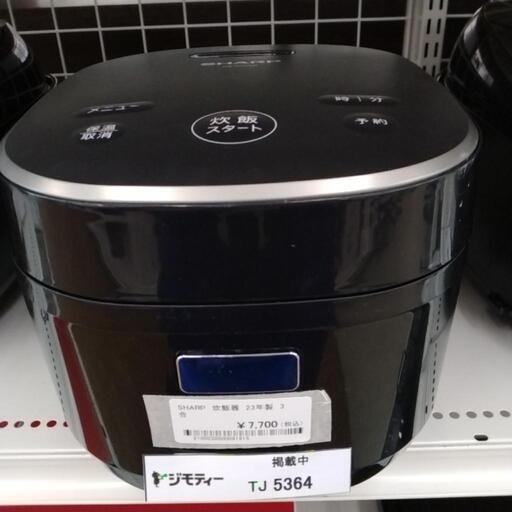 SHARP
メニュー
時|分
炊飯
スタート
保温
取消
予約
SHARP 炊飯器 23年製 3
合
¥7,700(税込)
掲載中
ジモティー
TJ 5364